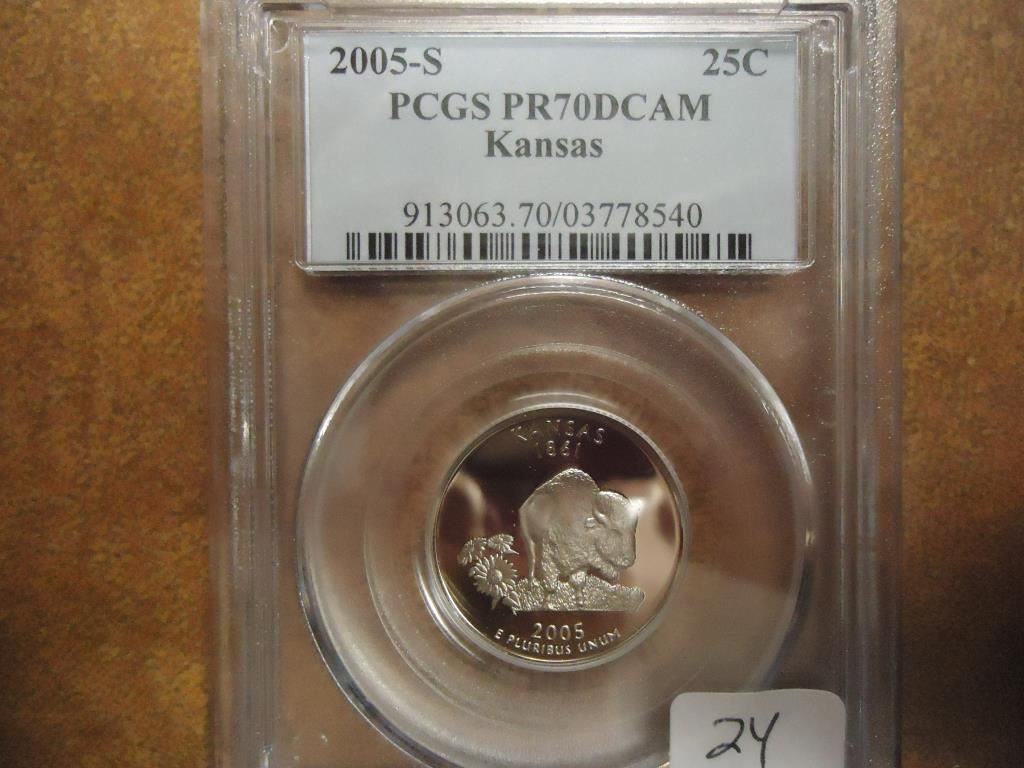 2005-S 25C
PCGS PR70DCAM
Kansas
913063.70/03778540
KANSAS
1861
2005
E PLURIBUS UNUM
24